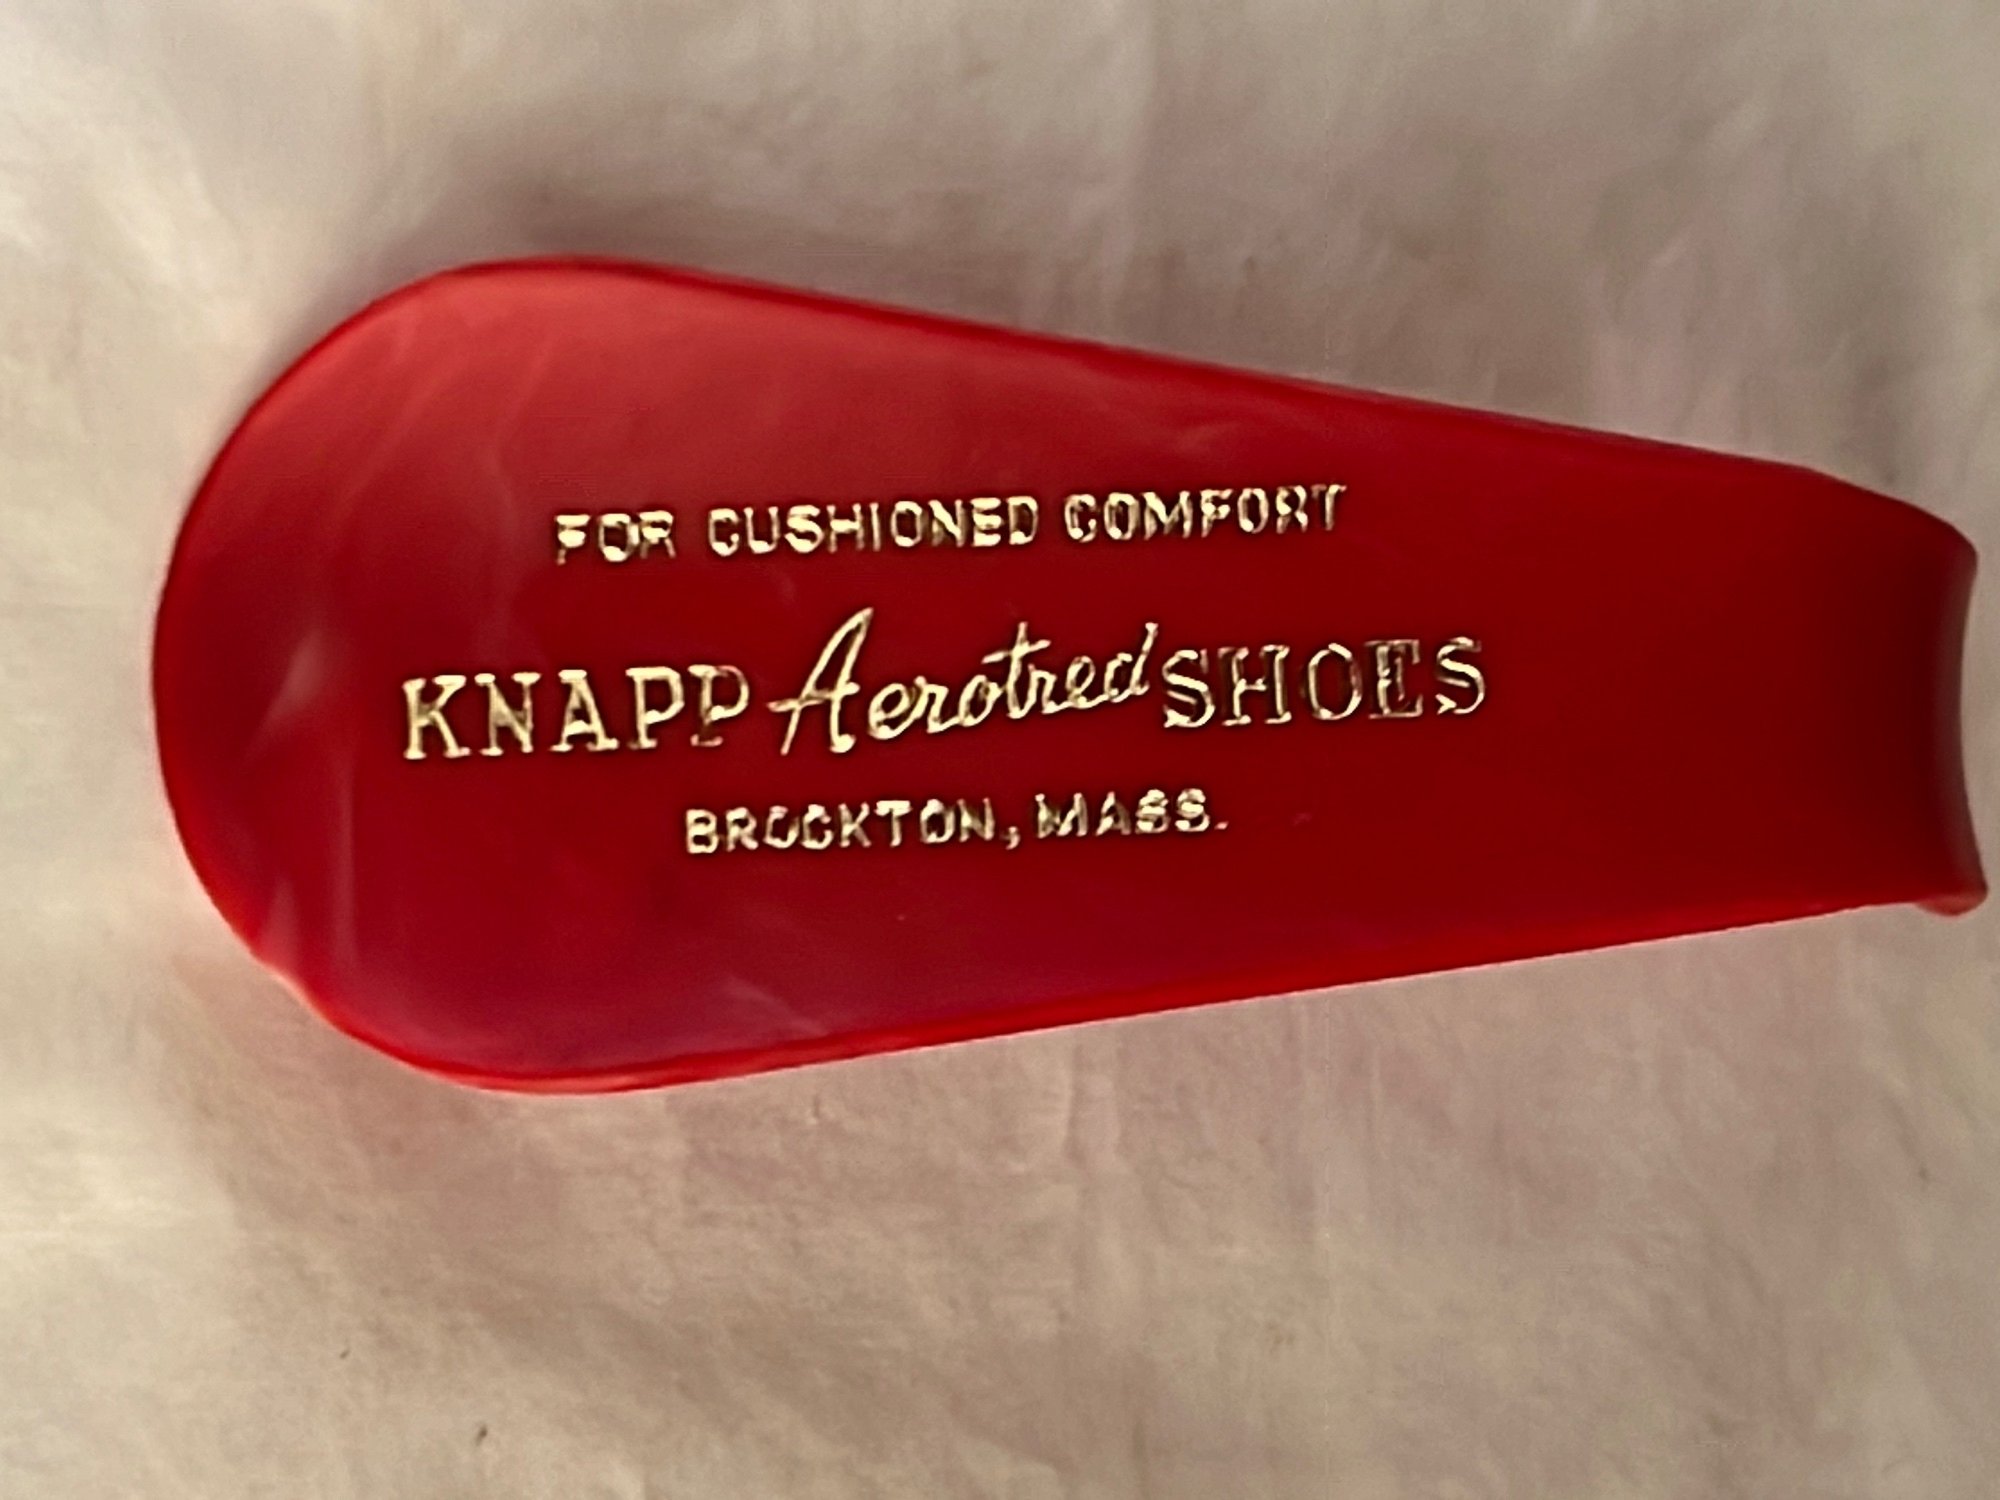 FOR CUSHIONED COMFORT
KNAPP Aerotred SHOES
BROCKTON, MASS.